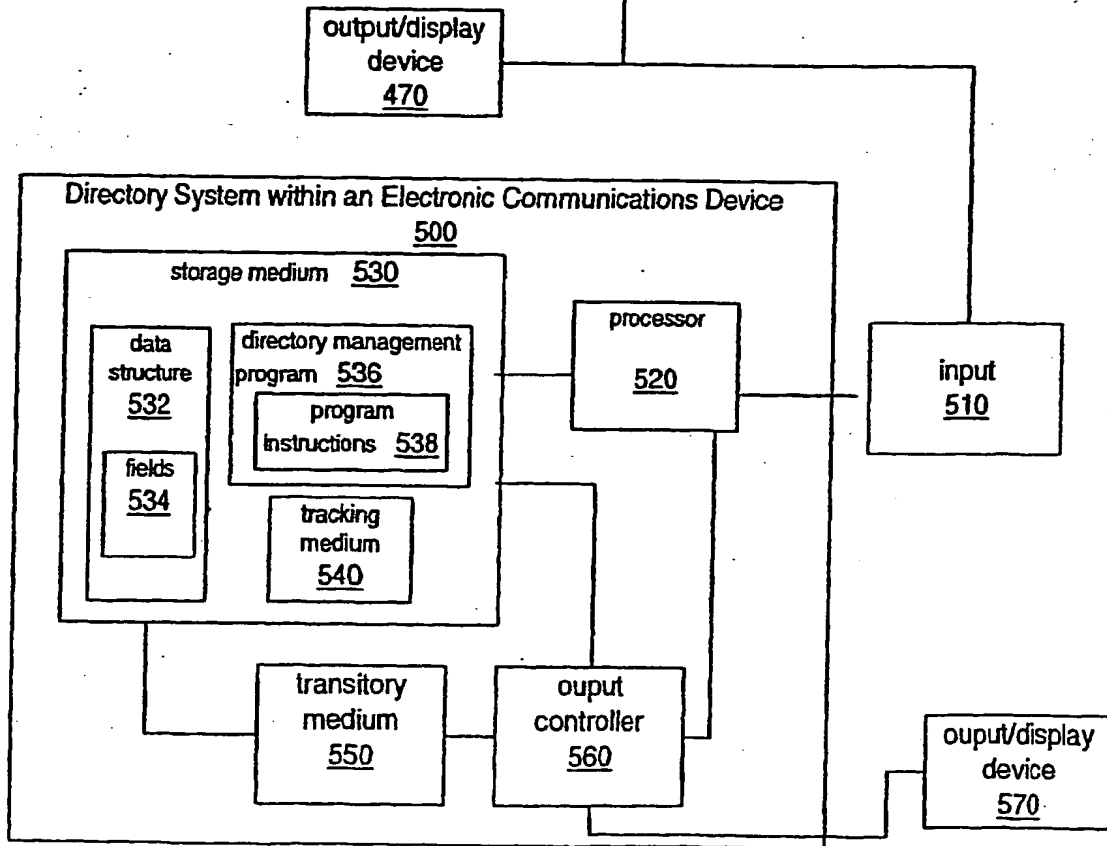 output/display
device
470
Directory System within an Electronic Communications Device
500
storage medium 530
data
structure
532
fields
534
directory management
program 536
program
instructions 538
tracking
medium
540
processor
520
input
510
transitory
medium
550
ouput
controller
560
ouput/display
device
570